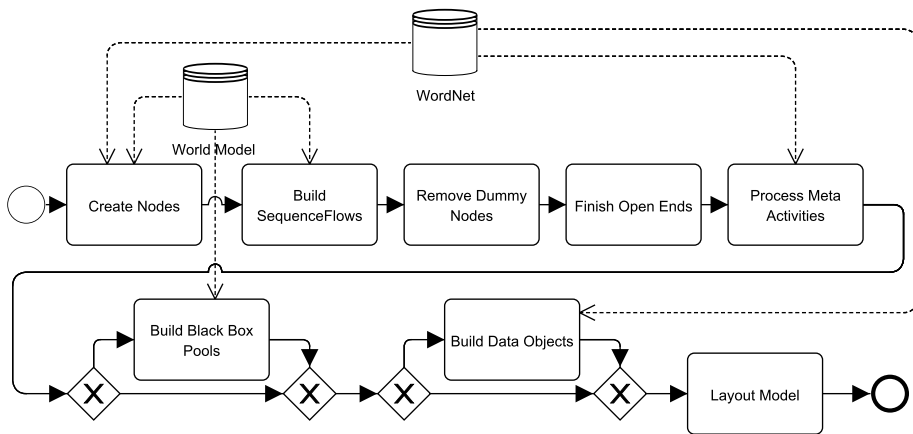 WordNet
World Model
Create Nodes
Build
SequenceFlows
Remove Dummy
Nodes
Finish Open Ends
Process Meta
Activities
Build Black Box
Pools
Build Data Objects
X
X
X
X
Layout Model